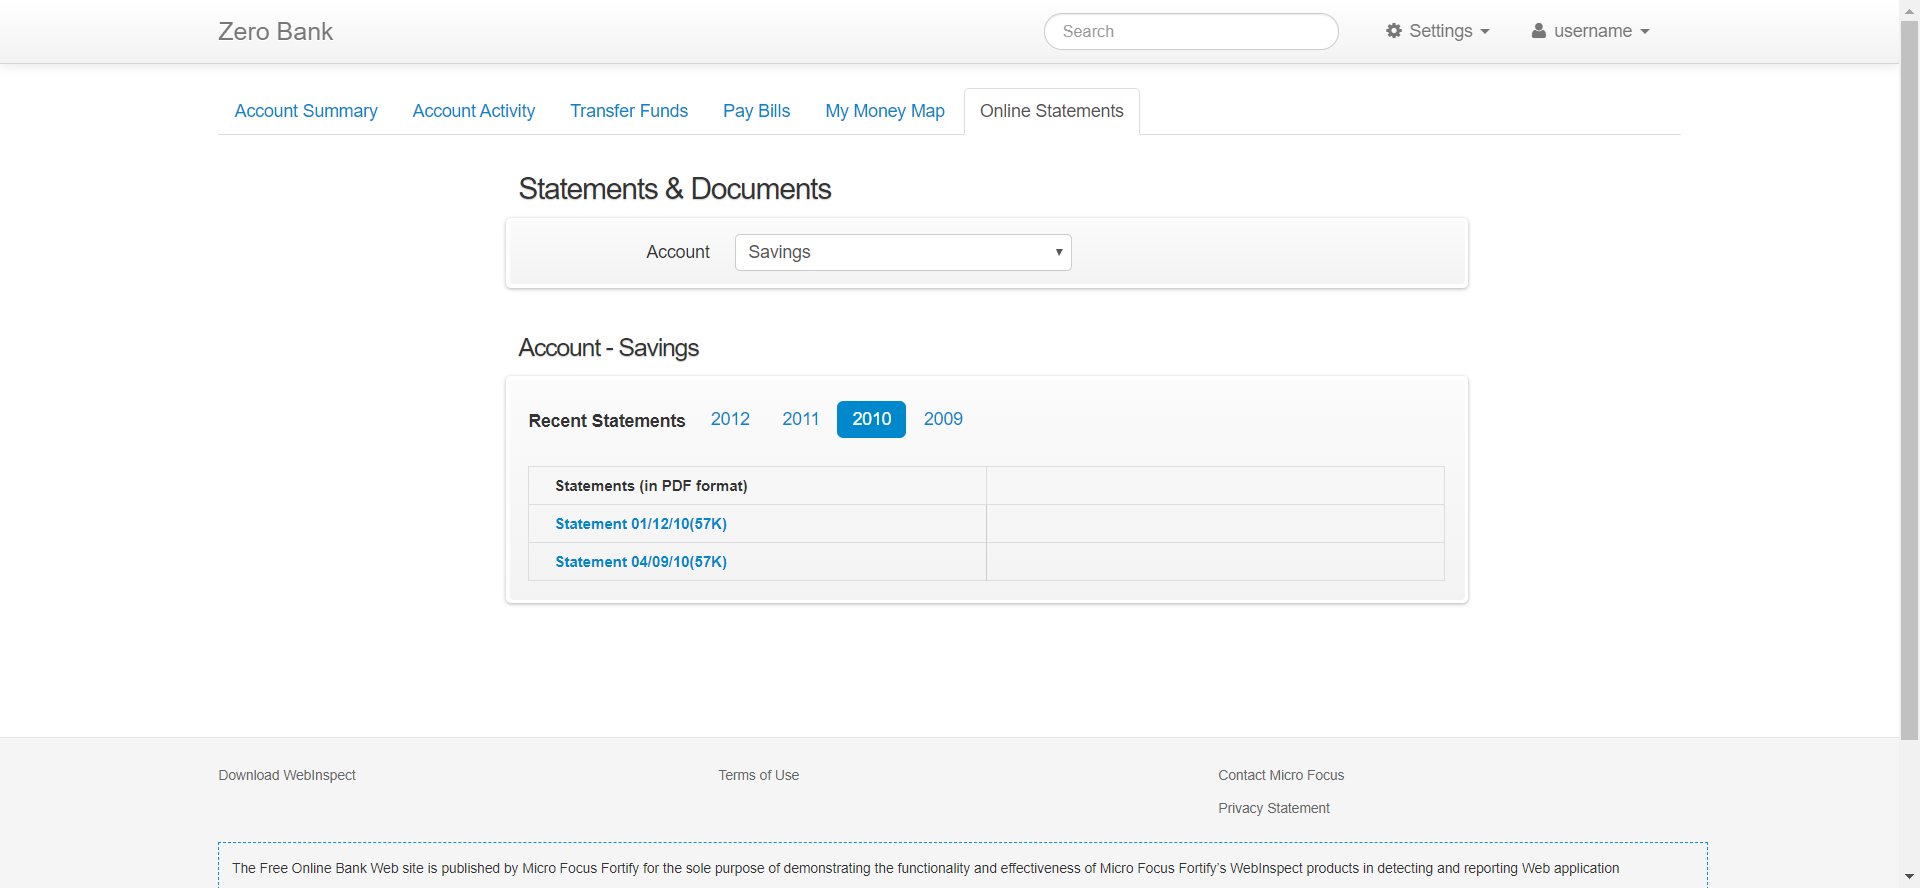 Zero Bank
Search
Settings
username
Account Summary
Account Activity
Transfer Funds
Pay Bills
My Money Map
Online Statements
Statements & Documents
Account
Savings
Account - Savings
Recent Statements
2012
2011
2010
2009
Statements (in PDF format)
Statement 01/12/10(57K)
Statement 04/09/10(57K)
Download WebInspect
Terms of Use
Contact Micro Focus
Privacy Statement
The Free Online Bank Web site is published by Micro Focus Fortify for the sole purpose of demonstrating the functionality and effectiveness of Micro Focus Fortify's WebInspect products in detecting and reporting Web application